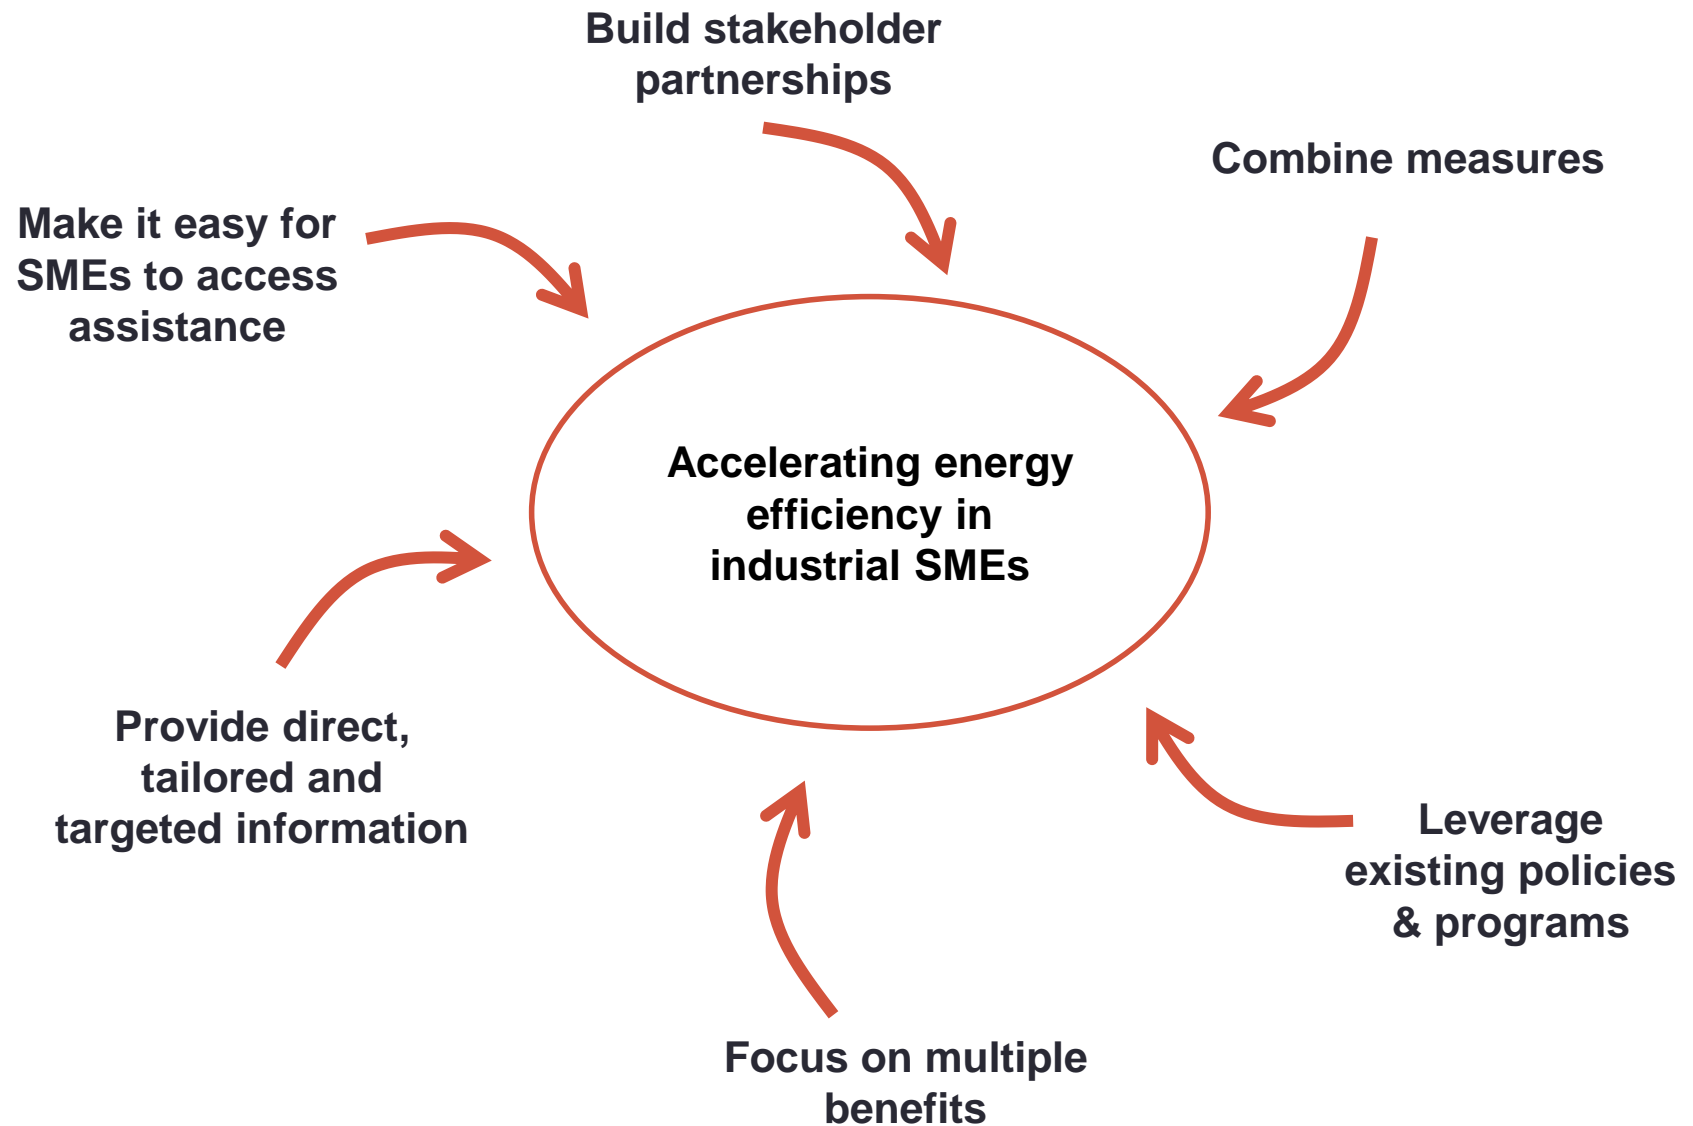 Build stakeholder
partnerships
Combine measures
Make it easy for
SMEs to access
assistance
Accelerating energy
efficiency in
industrial SMEs
Provide direct,
tailored and
targeted information
Leverage
existing policies
& programs
Focus on multiple
benefits